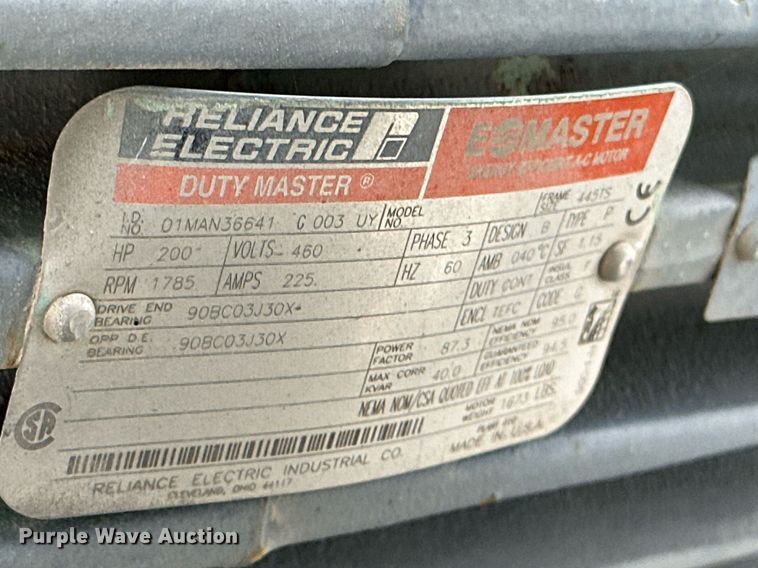 RELIANCE
ELECTRIC
DUTY MASTER ®
E MASTER
ENERGY EFFICIENT A-C MOTOR
I.D. NO. 01MAN36641 G 003 UY MODEL NO. FRAME SIZE 445TS
HP 200 VOLTS 460 PHASE 3 DESIGN B TYPE P
RPM 1785 AMPS 225. HZ 60 AMB 040°C SF 1.15
DRIVE END BEARING 90BC03J30X DUTY CONT INSUL CLASS F
OPP D.E. BEARING 90BC03J30X ENCL TEFC CODE G
POWER FACTOR 87.3 NEMA NOM EFFICIENCY 95.0
MAX CORR KVAR 40.0 GUARANTEED EFFICIENCY 94.5
NEMA NOM/CSA QUOTED EFF AT 100% LOAD
MOTOR WEIGHT 1673 LBS.
CE
SP
RELIANCE ELECTRIC INDUSTRIAL CO.
CLEVELAND, OHIO 44117
MADE IN U.S.A.
Purple Wave Auction